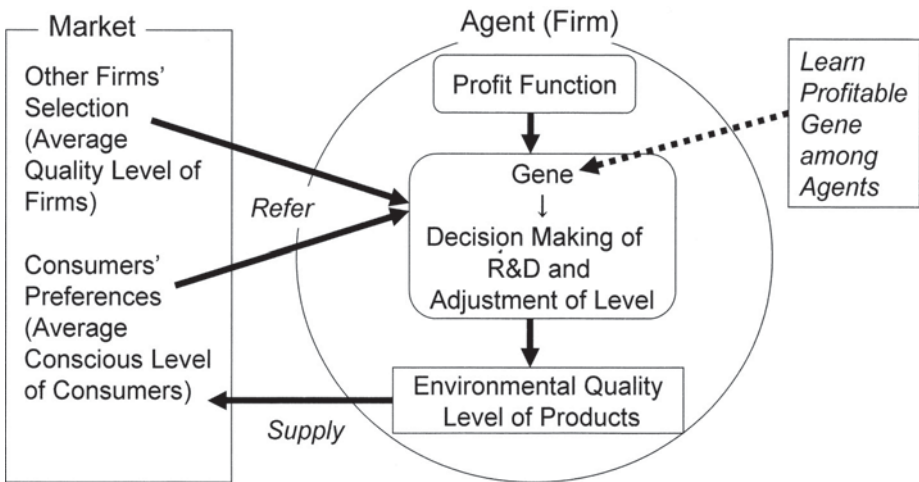 Market
Other Firms'
Selection
(Average
Quality Level of
Firms)
Consumers'
Preferences
(Average
Conscious Level
of Consumers)
Refer
Supply
Agent (Firm)
Profit Function
Gene
↓
Decision Making of
R&D and
Adjustment of Level
Environmental Quality
Level of Products
Learn
Profitable
Gene
among
Agents